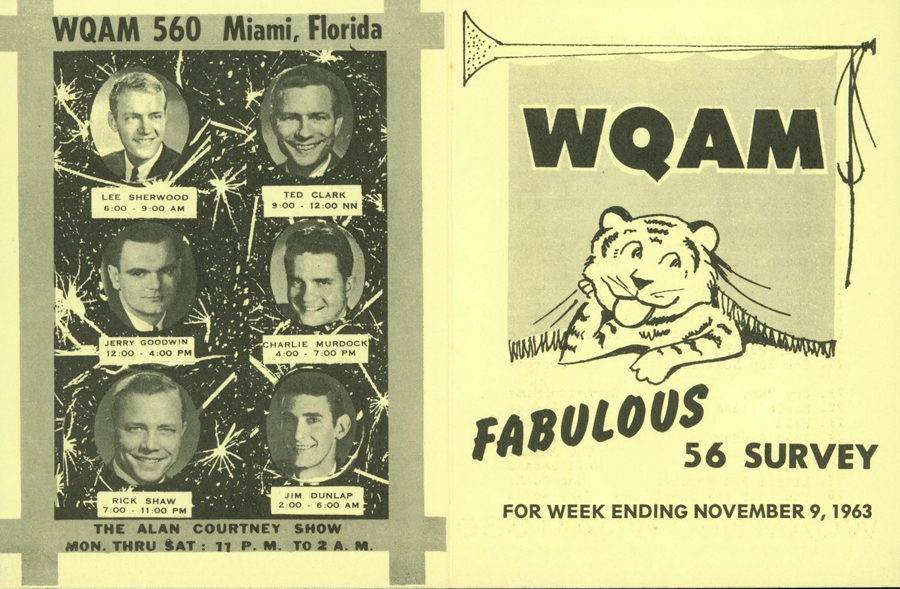 WQAM 560 Miami, Florida
LEE SHERWOOD
6:00 - 9:00 AM
TED CLARK
9:00 - 12:00 NN
JERRY GOODWIN
12:00 - 4:00 PM
CHARLIE MURDOCK
4:00 - 7:00 PM
RICK SHAW
7:00 - 11:00 PM
JIM DUNLAP
2:00 - 6:00 AM
THE ALAN COURTNEY SHOW
MON. THRU SAT: 11 P. M. TO 2 A. M.
WQAM
FABULOUS
56 SURVEY
FOR WEEK ENDING NOVEMBER 9, 1963